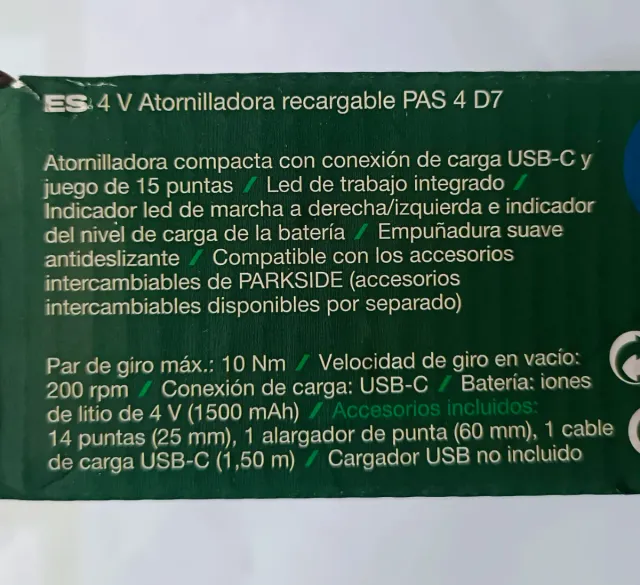 ES 4 V Atornilladora recargable PAS 4 D7
Atornilladora compacta con conexión de carga USB-C y
juego de 15 puntas / Led de trabajo integrado /
Indicador led de marcha a derecha/izquierda e indicador
del nivel de carga de la batería / Empuñadura suave
antideslizante / Compatible con los accesorios
intercambiables de PARKSIDE (accesorios
intercambiables disponibles por separado)
Par de giro máx.: 10 Nm / Velocidad de giro en vacío:
200 rpm / Conexión de carga: USB-C / Batería: iones
de litio de 4 V (1500 mAh) / Accesorios incluidos:
14 puntas (25 mm), 1 alargador de punta (60 mm), 1 cable
de carga USB-C (1,50 m) / Cargador USB no incluido